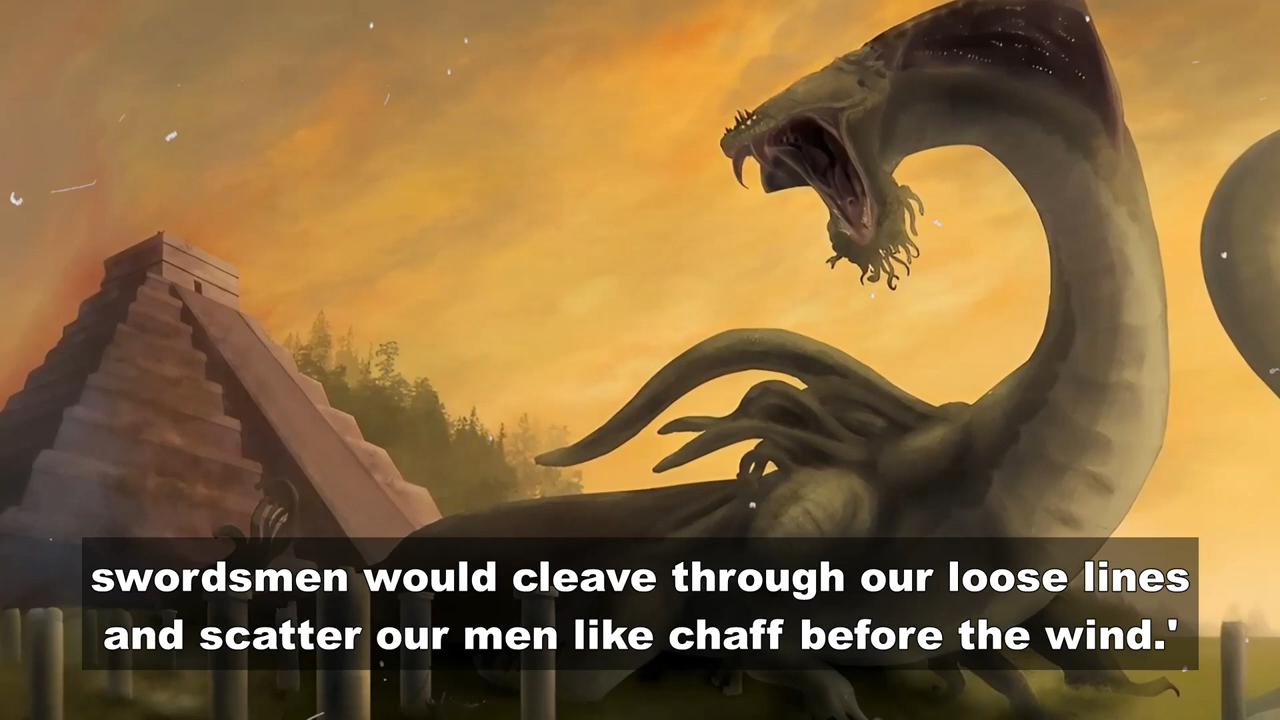 swordsmen would cleave through our loose lines
and scatter our men like chaff before the wind.'